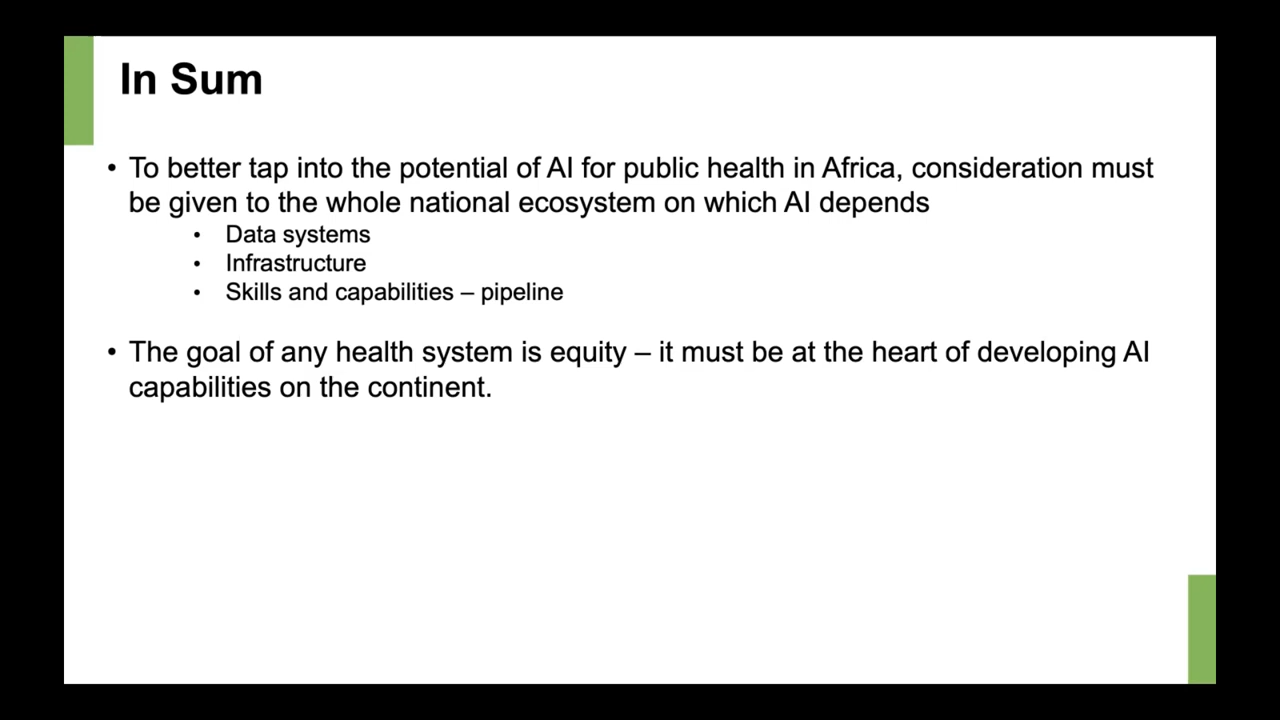 In Sum
• To better tap into the potential of AI for public health in Africa, consideration must
be given to the whole national ecosystem on which AI depends
• Data systems
• Infrastructure
• Skills and capabilities – pipeline
• The goal of any health system is equity – it must be at the heart of developing AI
capabilities on the continent.